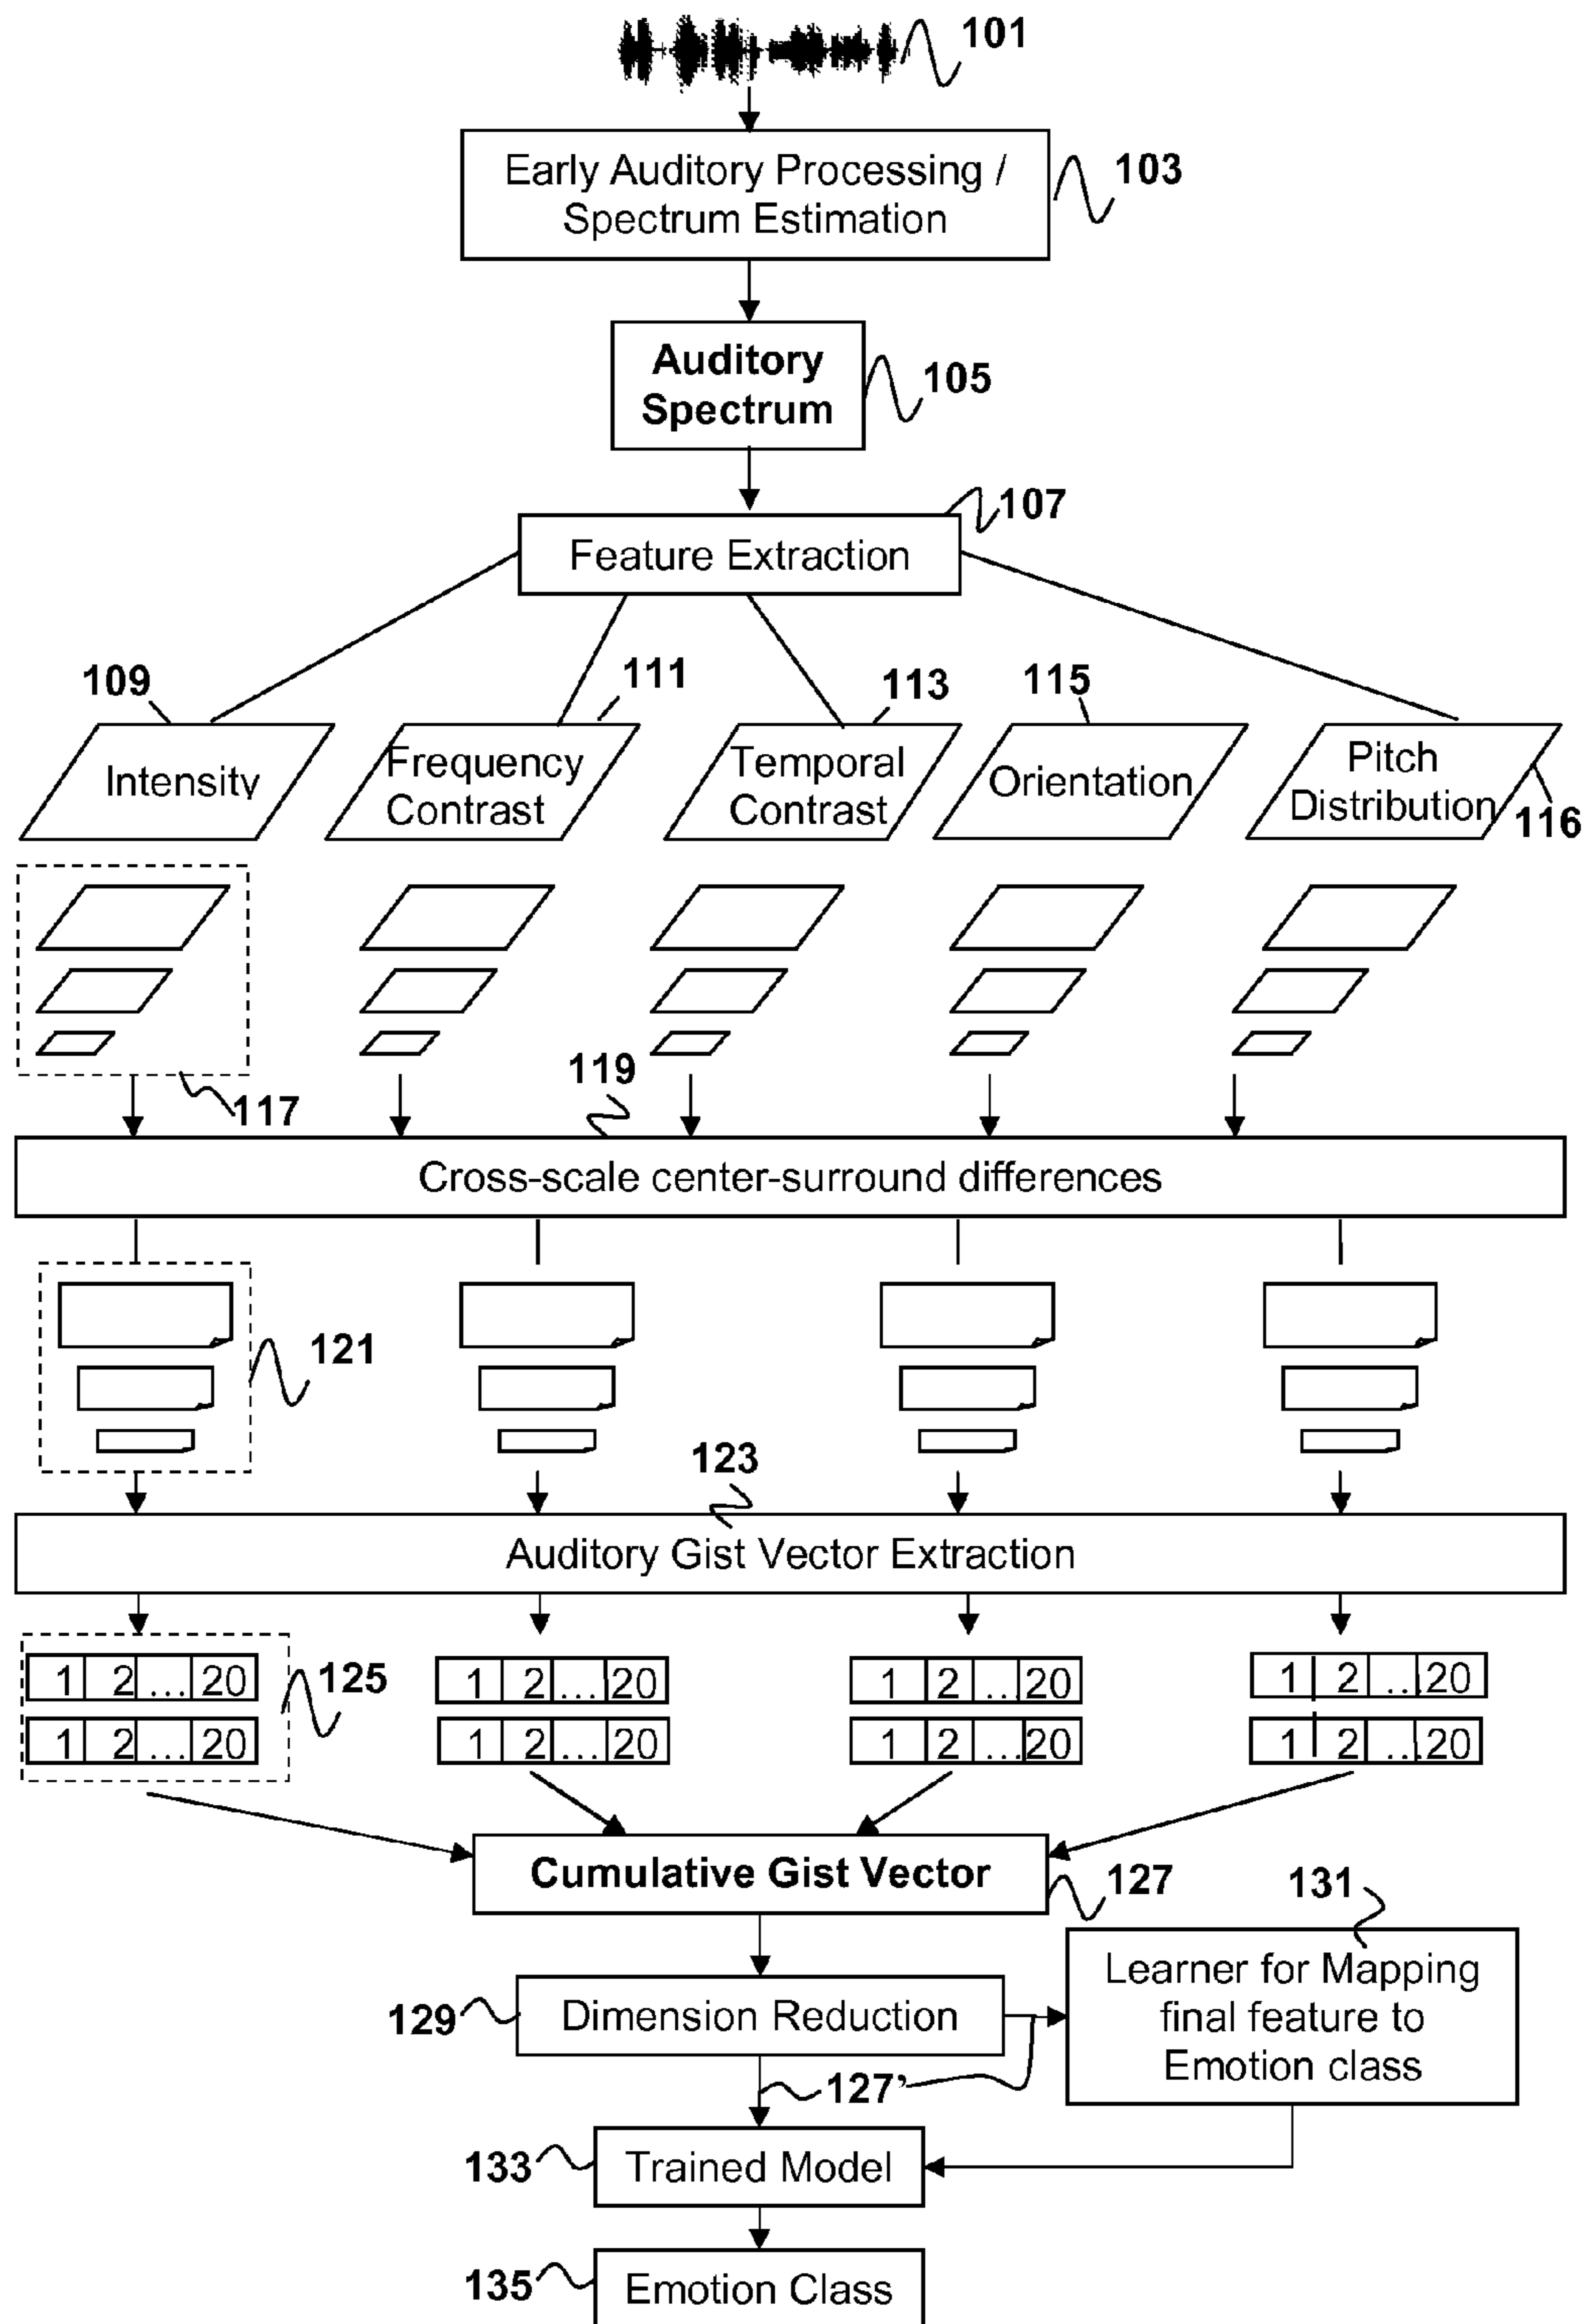 101
Early Auditory Processing /
Spectrum Estimation
103
Auditory
Spectrum
105
107
Feature Extraction
109
111
113
115
Intensity
Frequency
Contrast
Temporal
Contrast
Orientation
Pitch
Distribution
116
117
119
Cross-scale center-surround differences
121
123
Auditory Gist Vector Extraction
1 2 ... 20
1 2 ... 20
1 2 ... 20
1 2 ... 20
125
1 2 ... 20
1 2 ... 20
1 2 ... 20
1 2 ... 20
Cumulative Gist Vector
127
131
Learner for Mapping
final feature to
Emotion class
129
Dimension Reduction
127’
133
Trained Model
135
Emotion Class